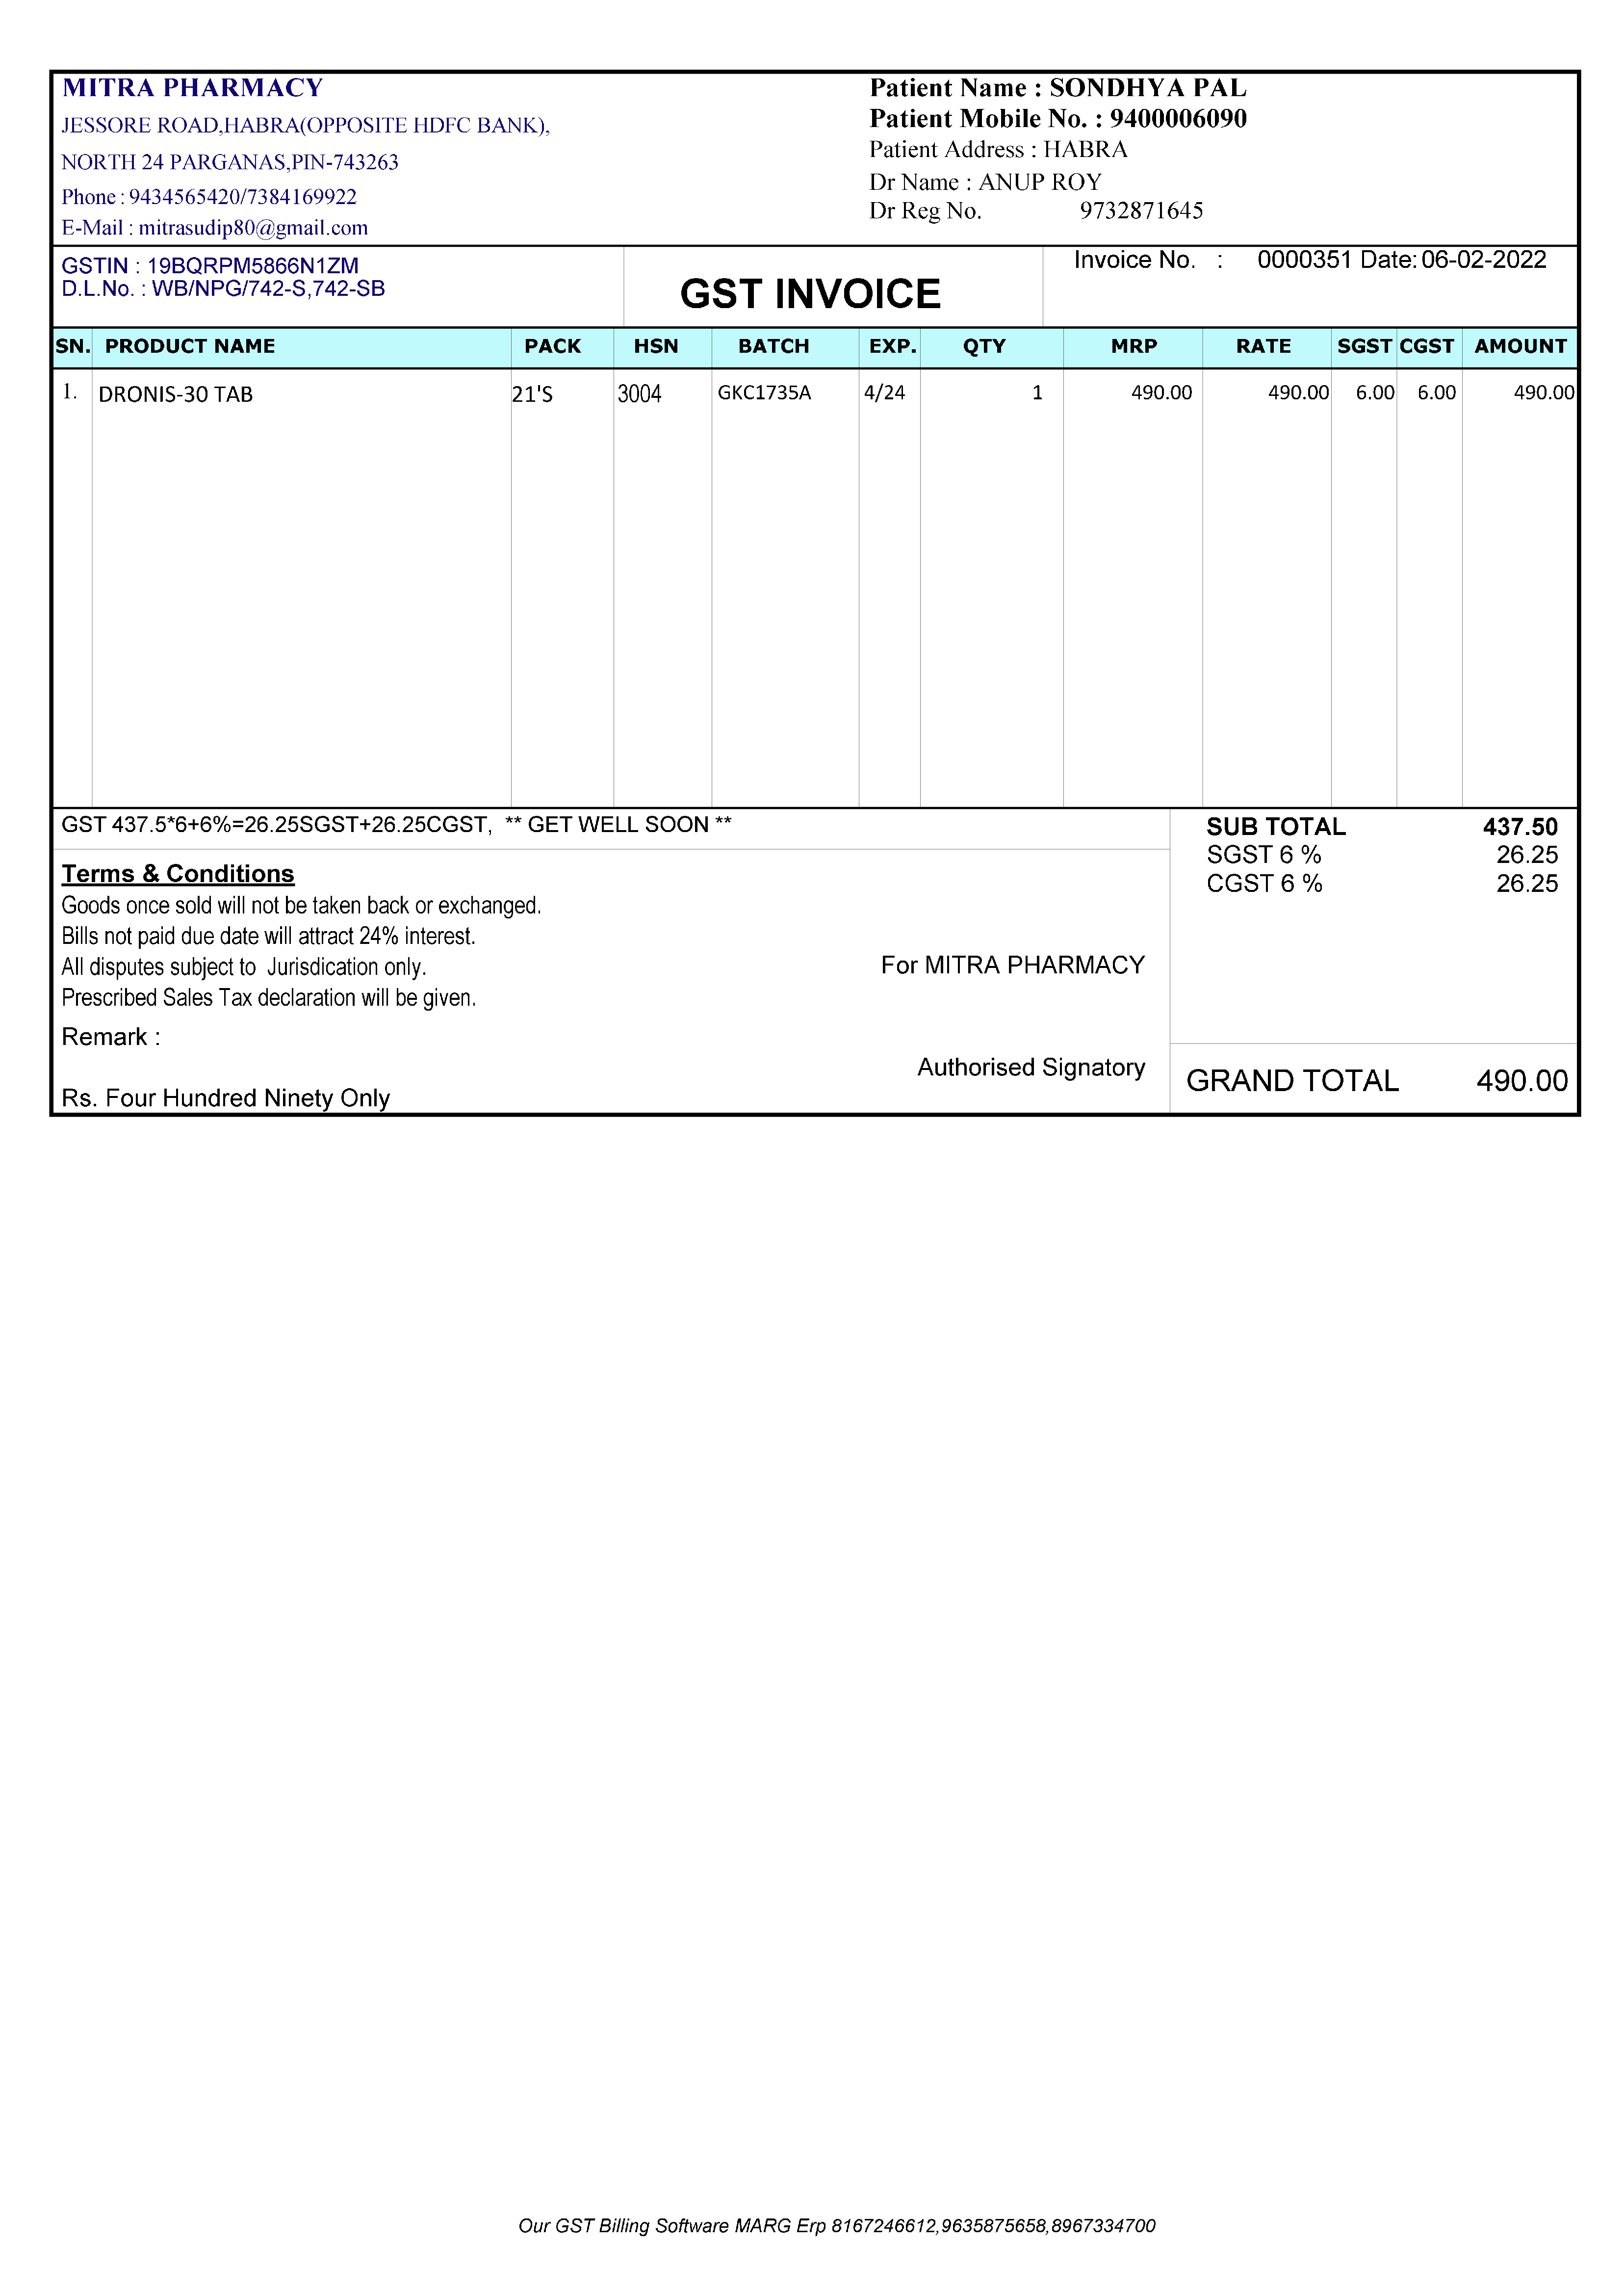 MITRA PHARMACY
JESSORE ROAD,HABRA(OPPOSITE HDFC BANK),
NORTH 24 PARGANAS,PIN-743263
Phone : 9434565420/7384169922
E-Mail : mitrasudip80@gmail.com
Patient Name : SONDHYA PAL
Patient Mobile No. : 9400006090
Patient Address : HABRA
Dr Name : ANUP ROY
Dr Reg No. 9732871645
GSTIN : 19BQRPM5866N1ZM
D.L.No. : WB/NPG/742-S,742-SB
GST INVOICE
Invoice No. : 0000351 Date: 06-02-2022
SN. PRODUCT NAME PACK HSN BATCH EXP. QTY MRP RATE SGST CGST AMOUNT
1. DRONIS-30 TAB 21'S 3004 GKC1735A 4/24 1 490.00 490.00 6.00 6.00 490.00
GST 437.5*6+6%=26.25SGST+26.25CGST, ** GET WELL SOON **
Terms & Conditions
Goods once sold will not be taken back or exchanged.
Bills not paid due date will attract 24% interest.
All disputes subject to Jurisdication only.
Prescribed Sales Tax declaration will be given.
Remark :
Rs. Four Hundred Ninety Only
For MITRA PHARMACY
Authorised Signatory
SUB TOTAL 437.50
SGST 6 % 26.25
CGST 6 % 26.25
GRAND TOTAL 490.00
Our GST Billing Software MARG Erp 8167246612,9635875658,8967334700